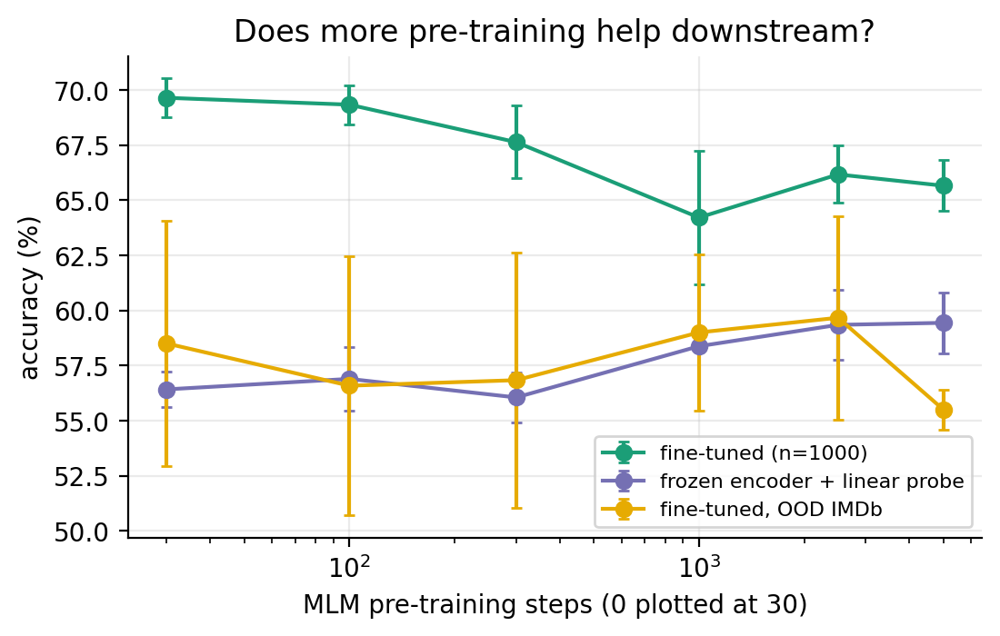 Does more pre-training help downstream?
accuracy (%)
70.0
67.5
65.0
62.5
60.0
57.5
55.0
52.5
50.0
fine-tuned (n=1000)
frozen encoder + linear probe
fine-tuned, OOD IMDb
10²
10³
MLM pre-training steps (0 plotted at 30)